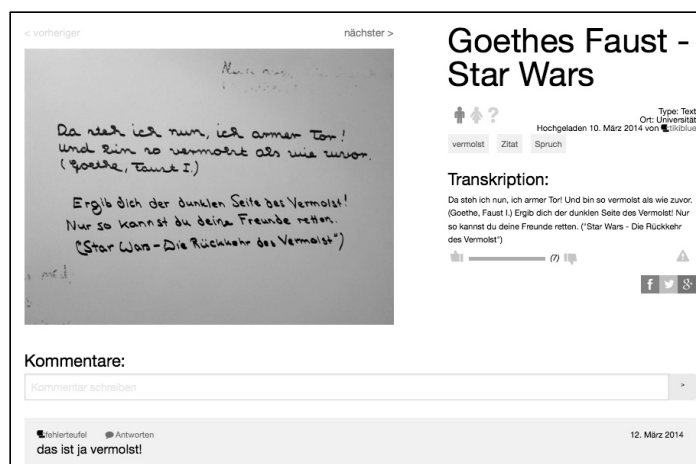 < vorheriger
nächster >
Da steh ich nun, ich armer Tor!
Und bin so vermolst als wie zuvor.
(Goethe, Faust I.)
Ergib dich der dunklen Seite des Vermolst!
Nur so kannst du deine Freunde retten.
("Star Wars - Die Rückkehr des Vermolst")
Goethes Faust -
Star Wars
Type: Text
Ort: Universität
Hochgeladen 10. März 2014 von tikiblue
vermolst Zitat Spruch
Transkription:
Da steh ich nun, ich armer Tor! Und bin so vermolst als wie zuvor.
(Goethe, Faust I.) Ergib dich der dunklen Seite des Vermolst! Nur
so kannst du deine Freunde retten. ("Star Wars - Die Rückkehr
des Vermolst")
(7)
Kommentare:
Kommentar schreiben
>
fehlerteufel Antworten
12. März 2014
das ist ja vermolst!